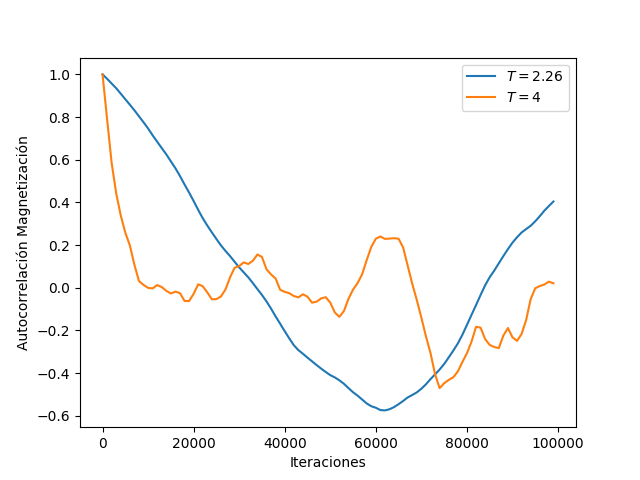 1.0
0.8
0.6
0.4
0.2
0.0
−0.2
−0.4
−0.6
Autocorrelación Magnetización
T = 2.26
T = 4
0 20000 40000 60000 80000 100000
Iteraciones